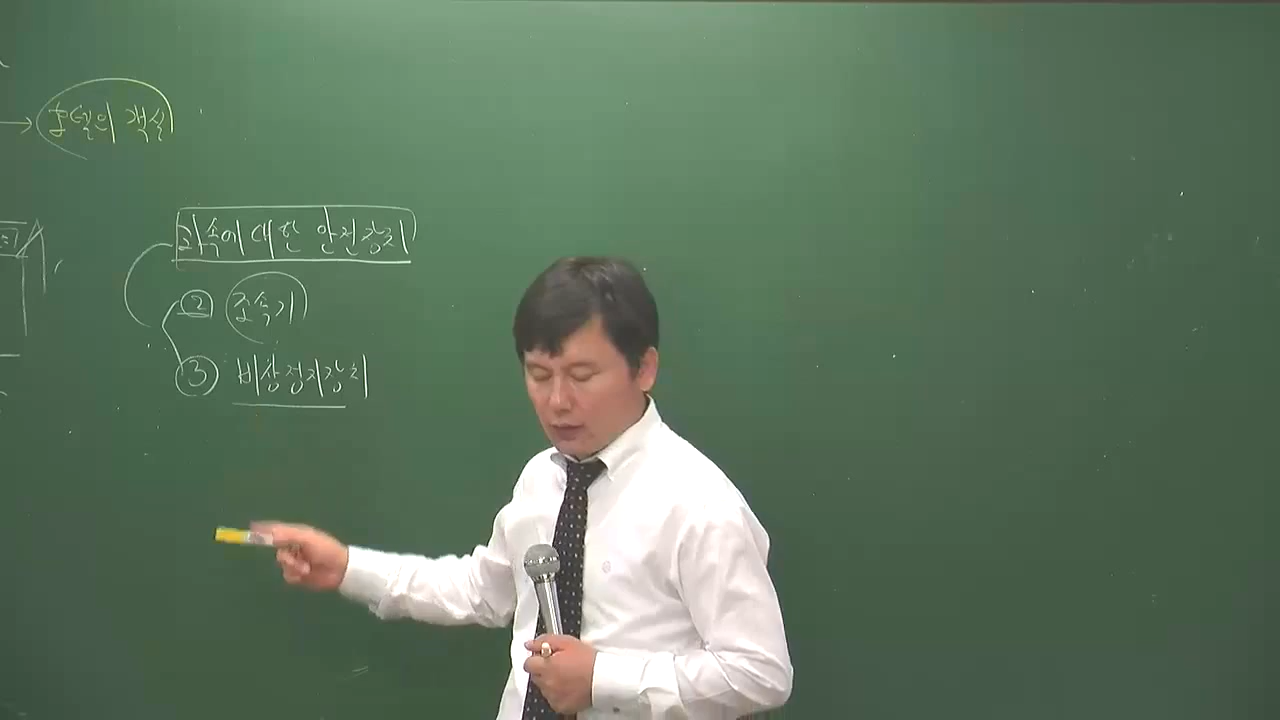 → 호텔의 객실
과속에 대한 안전장치
② 조속기
③ 비상정지장치